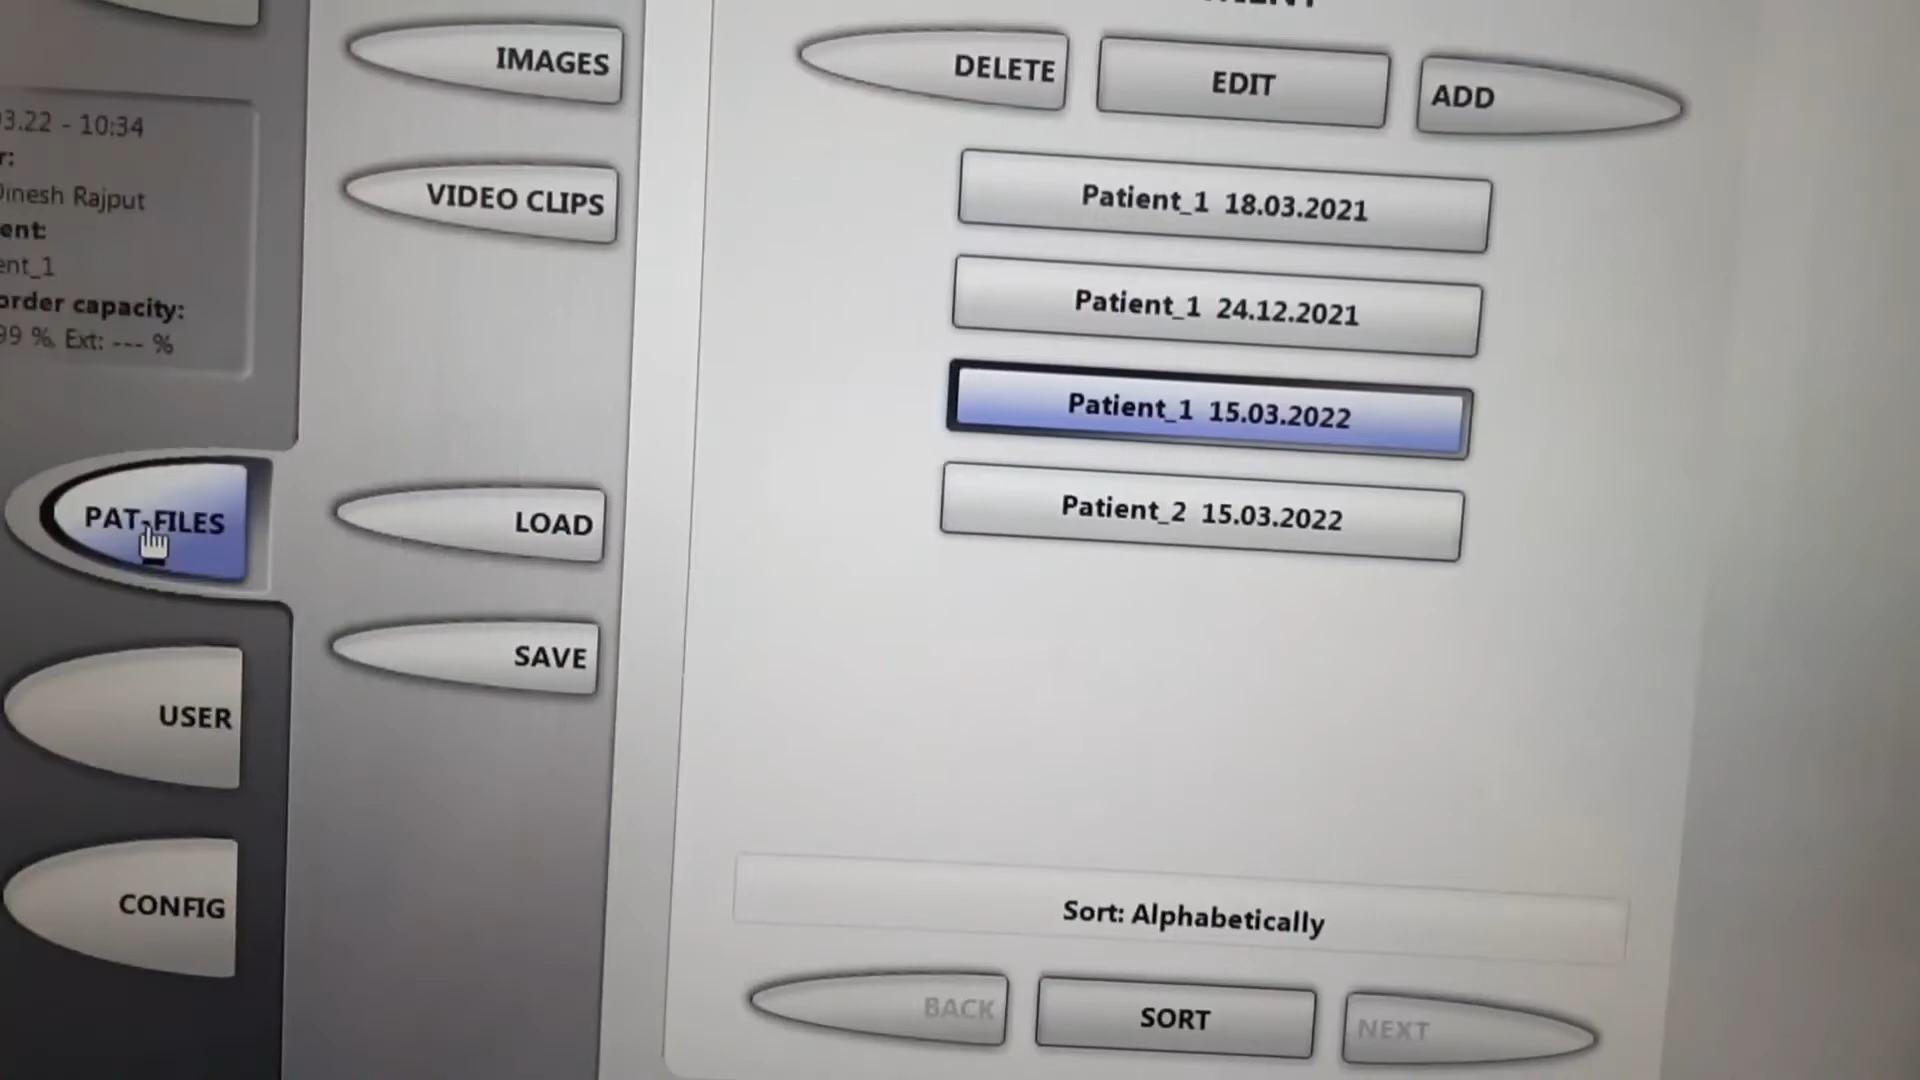 IMAGES
VIDEO CLIPS
3.22 - 10:34
r:
Dinesh Rajput
ent:
ent_1
order capacity:
99 %, Ext: --- %
PAT-FILES
USER
CONFIG
LOAD
SAVE
DELETE
EDIT
ADD
Patient_1 18.03.2021
Patient_1 24.12.2021
Patient_1 15.03.2022
Patient_2 15.03.2022
Sort: Alphabetically
BACK
SORT
NEXT